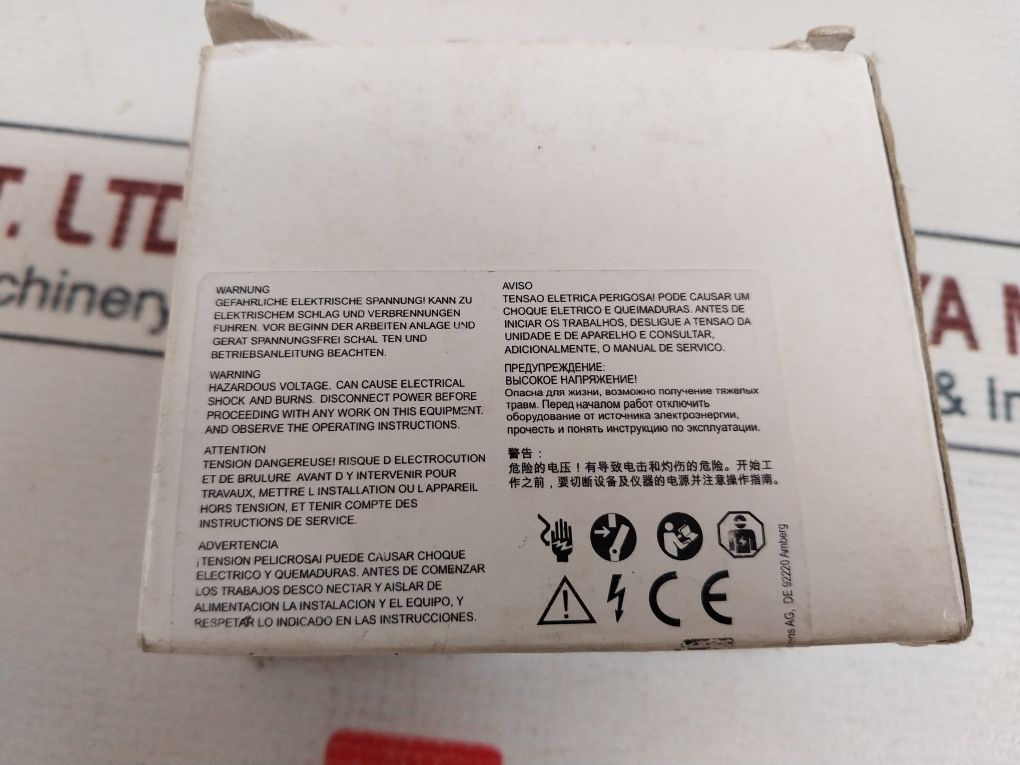 WARNUNG
GEFAHRLICHE ELEKTRISCHE SPANNUNG! KANN ZU
ELEKTRISCHEM SCHLAG UND VERBRENNUNGEN
FUHREN. VOR BEGINN DER ARBEITEN ANLAGE UND
GERAT SPANNUNGSFREI SCHAL TEN UND
BETRIEBSANLEITUNG BEACHTEN.
WARNING
HAZARDOUS VOLTAGE. CAN CAUSE ELECTRICAL
SHOCK AND BURNS. DISCONNECT POWER BEFORE
PROCEEDING WITH ANY WORK ON THIS EQUIPMENT.
AND OBSERVE THE OPERATING INSTRUCTIONS.
ATTENTION
TENSION DANGEREUSE! RISQUE D ELECTROCUTION
ET DE BRULURE AVANT D Y INTERVENIR POUR
TRAVAUX, METTRE L INSTALLATION OU L APPAREIL
HORS TENSION, ET TENIR COMPTE DES
INSTRUCTIONS DE SERVICE.
ADVERTENCIA
¡TENSION PELICROSA! PUEDE CAUSAR CHOQUE
ELECTRICO Y QUEMADURAS. ANTES DE COMENZAR
LOS TRABAJOS DESCO NECTAR Y AISLAR DE
ALIMENTACION LA INSTALACION Y EL EQUIPO, Y
RESPETAR LO INDICADO EN LAS INSTRUCCIONES.
AVISO
TENSAO ELETRICA PERIGOSA! PODE CAUSAR UM
CHOQUE ELETRICO E QUEIMADURAS. ANTES DE
INICIAR OS TRABALHOS, DESLIGUE A TENSAO DA
UNIDADE E DE APARELHO E CONSULTAR,
ADICIONALMENTE, O MANUAL DE SERVICO.
ПРЕДУПРЕЖДЕНИЕ:
ВЫСОКОЕ НАПРЯЖЕНИЕ!
Опасна для жизни, возможно получение тяжелых
травм. Перед началом работ отключить
оборудование от источника электроэнергии,
прочесть и понять инструкцию по эксплуатации.
警告：
危险的电压！有导致电击和灼伤的危险。开始工
作之前，要切断设备及仪器的电源并注意操作指南。
CE
ens AG, DE 92220 Amberg
T. LTD
chinery
YA M
& In